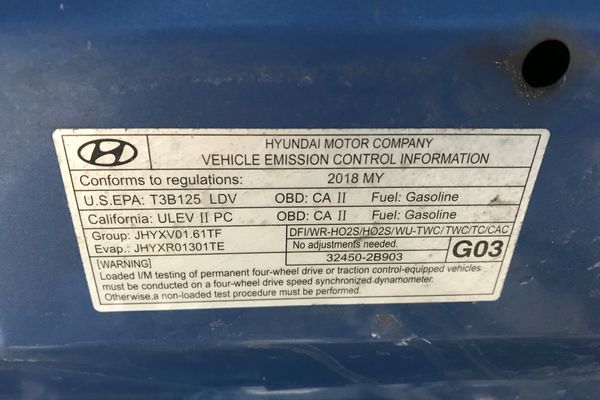 HYUNDAI MOTOR COMPANY
VEHICLE EMISSION CONTROL INFORMATION
Conforms to regulations: 2018 MY
U.S.EPA: T3B125 LDV OBD: CA II Fuel: Gasoline
California: ULEV II PC OBD: CA II Fuel: Gasoline
Group: JHYXV01.61TF
Evap.: JHYXR01301TE
DFI/WR-HO2S/HO2S/WU-TWC/TWC/TC/CAC
No adjustments needed.
32450-2B903
G03
[WARNING]
Loaded I/M testing of permanent four-wheel drive or traction control-equipped vehicles
must be conducted on a four-wheel drive speed synchronized dynamometer.
Otherwise,a non-loaded test procedure must be performed.